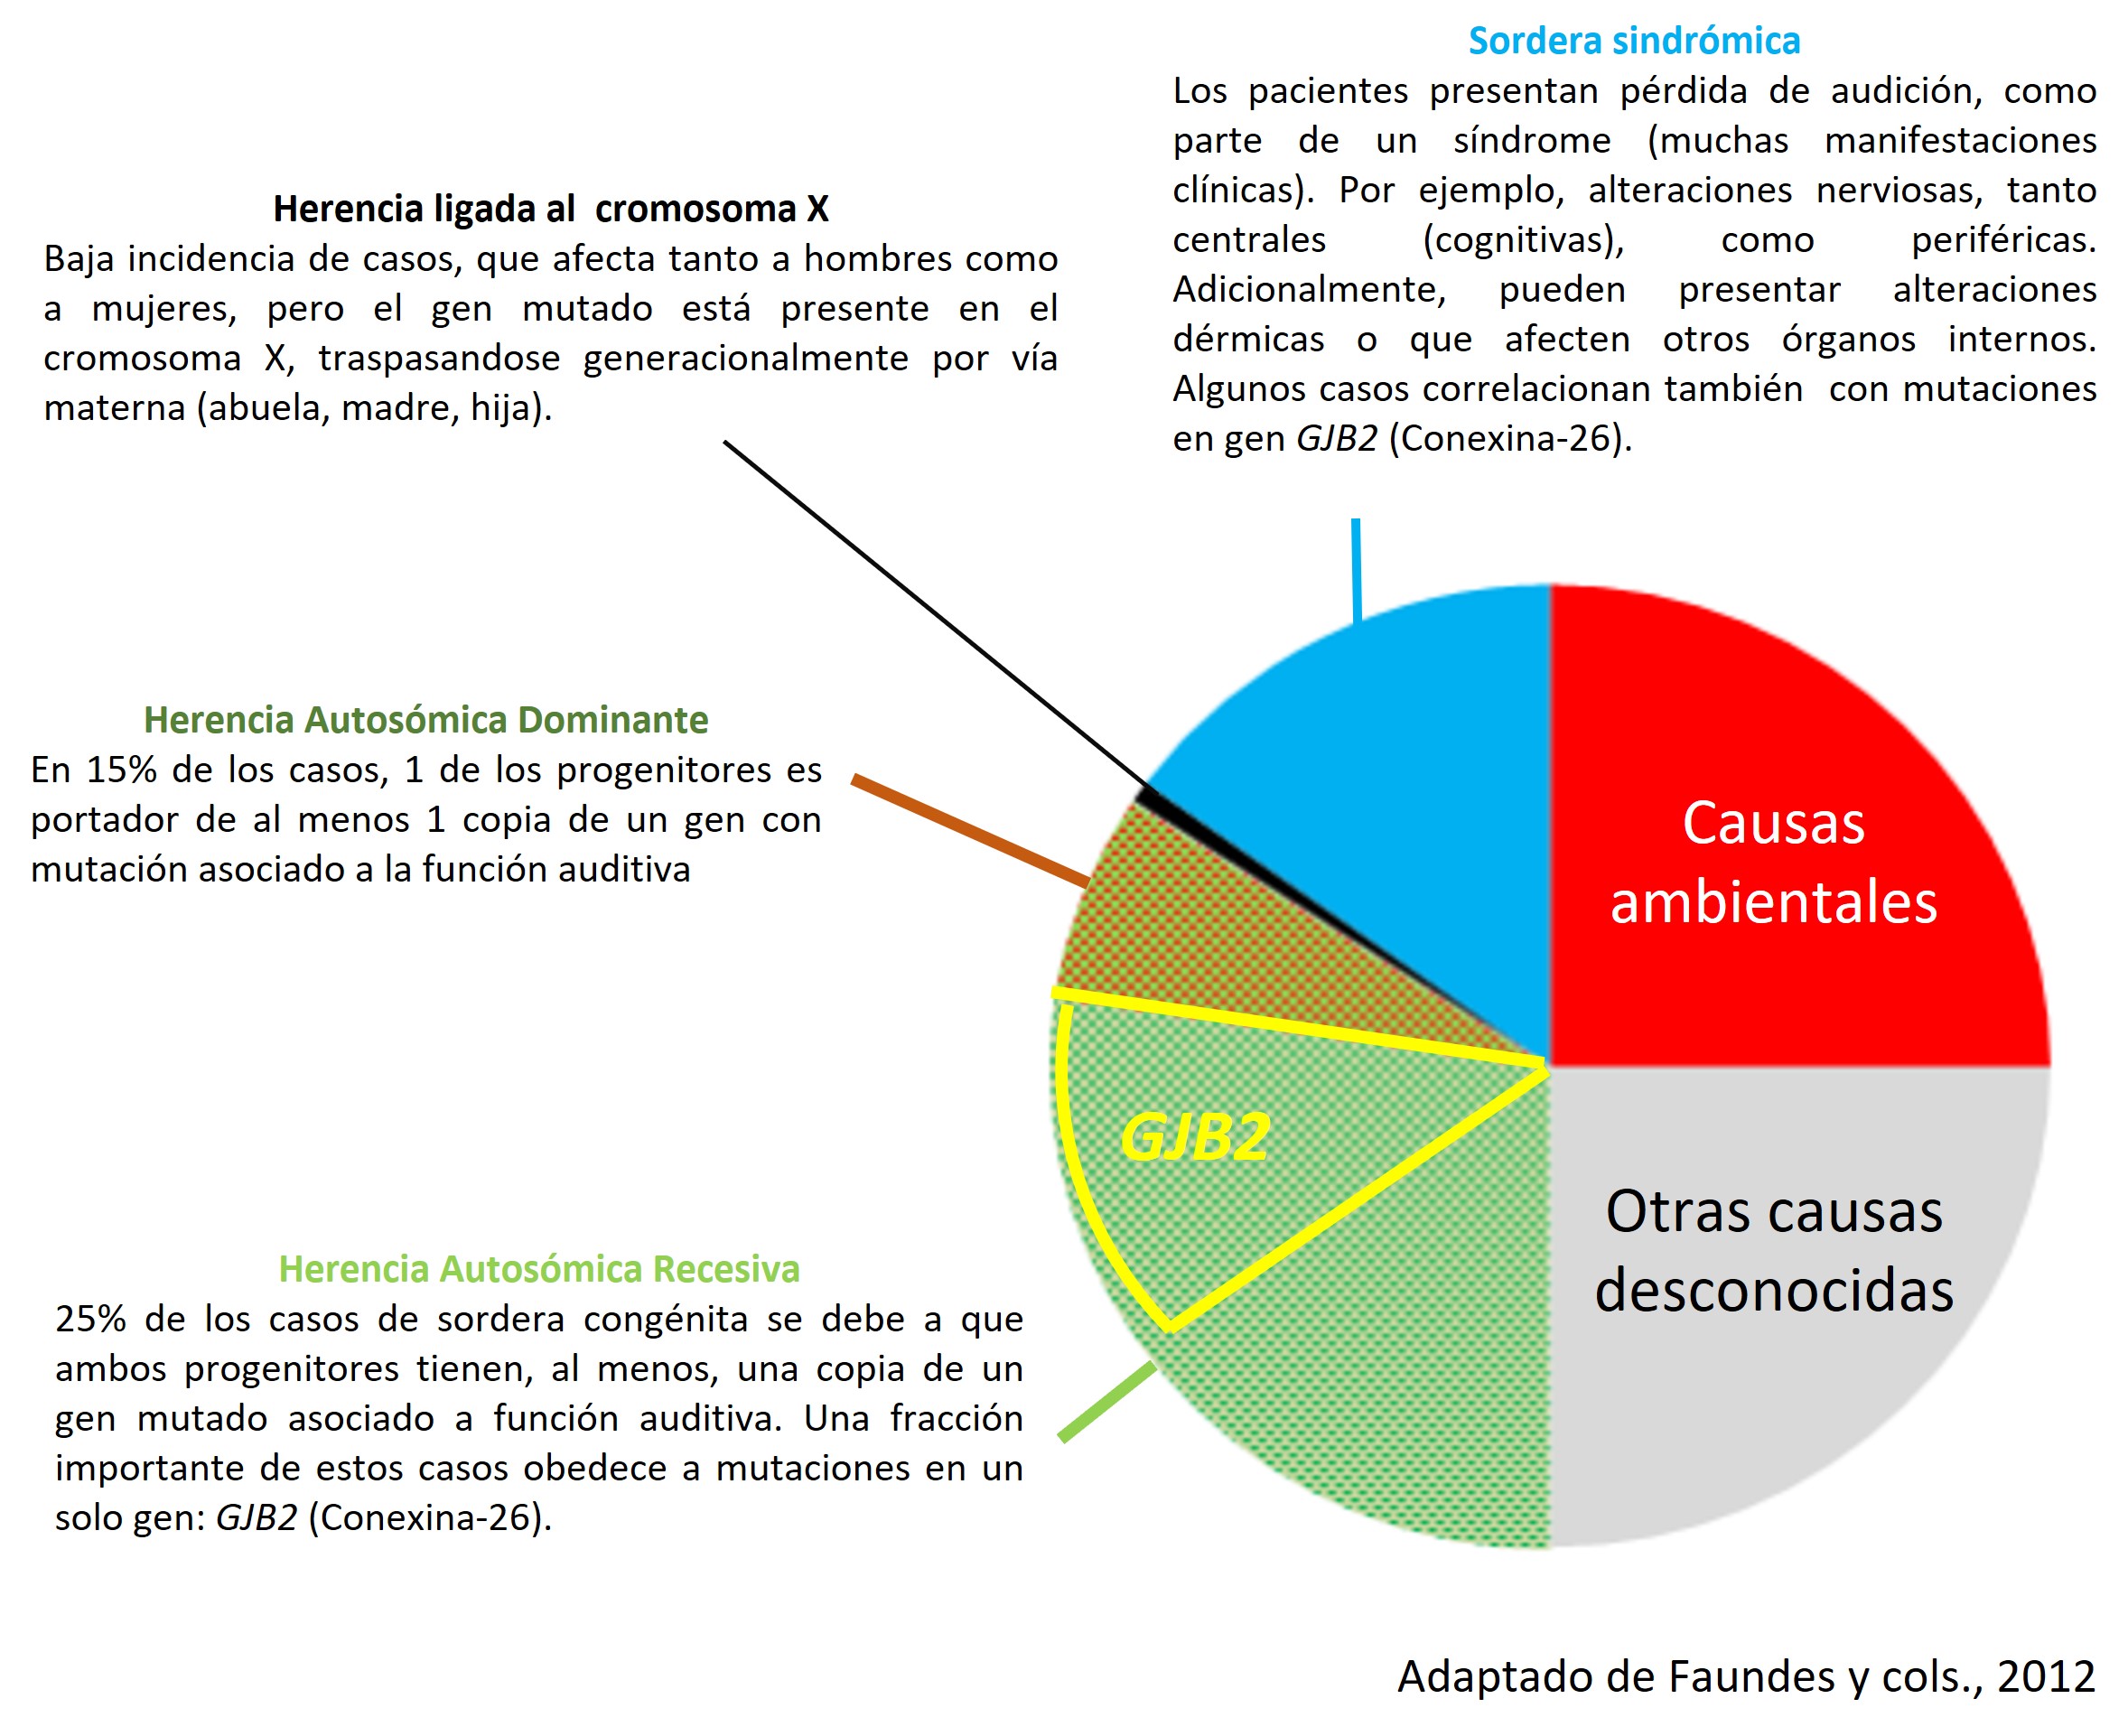 Sordera sindrómica
Los pacientes presentan pérdida de audición, como
parte de un síndrome (muchas manifestaciones
clínicas). Por ejemplo, alteraciones nerviosas, tanto
centrales (cognitivas), como periféricas.
Adicionalmente, pueden presentar alteraciones
dérmicas o que afecten otros órganos internos.
Algunos casos correlacionan también con mutaciones
en gen GJB2 (Conexina-26).
Herencia ligada al cromosoma X
Baja incidencia de casos, que afecta tanto a hombres como
a mujeres, pero el gen mutado está presente en el
cromosoma X, traspasandose generacionalmente por vía
materna (abuela, madre, hija).
Herencia Autosómica Dominante
En 15% de los casos, 1 de los progenitores es
portador de al menos 1 copia de un gen con
mutación asociado a la función auditiva
Causas
ambientales
GJB2
Otras causas
desconocidas
Herencia Autosómica Recesiva
25% de los casos de sordera congénita se debe a que
ambos progenitores tienen, al menos, una copia de un
gen mutado asociado a función auditiva. Una fracción
importante de estos casos obedece a mutaciones en un
solo gen: GJB2 (Conexina-26).
Adaptado de Faundes y cols., 2012